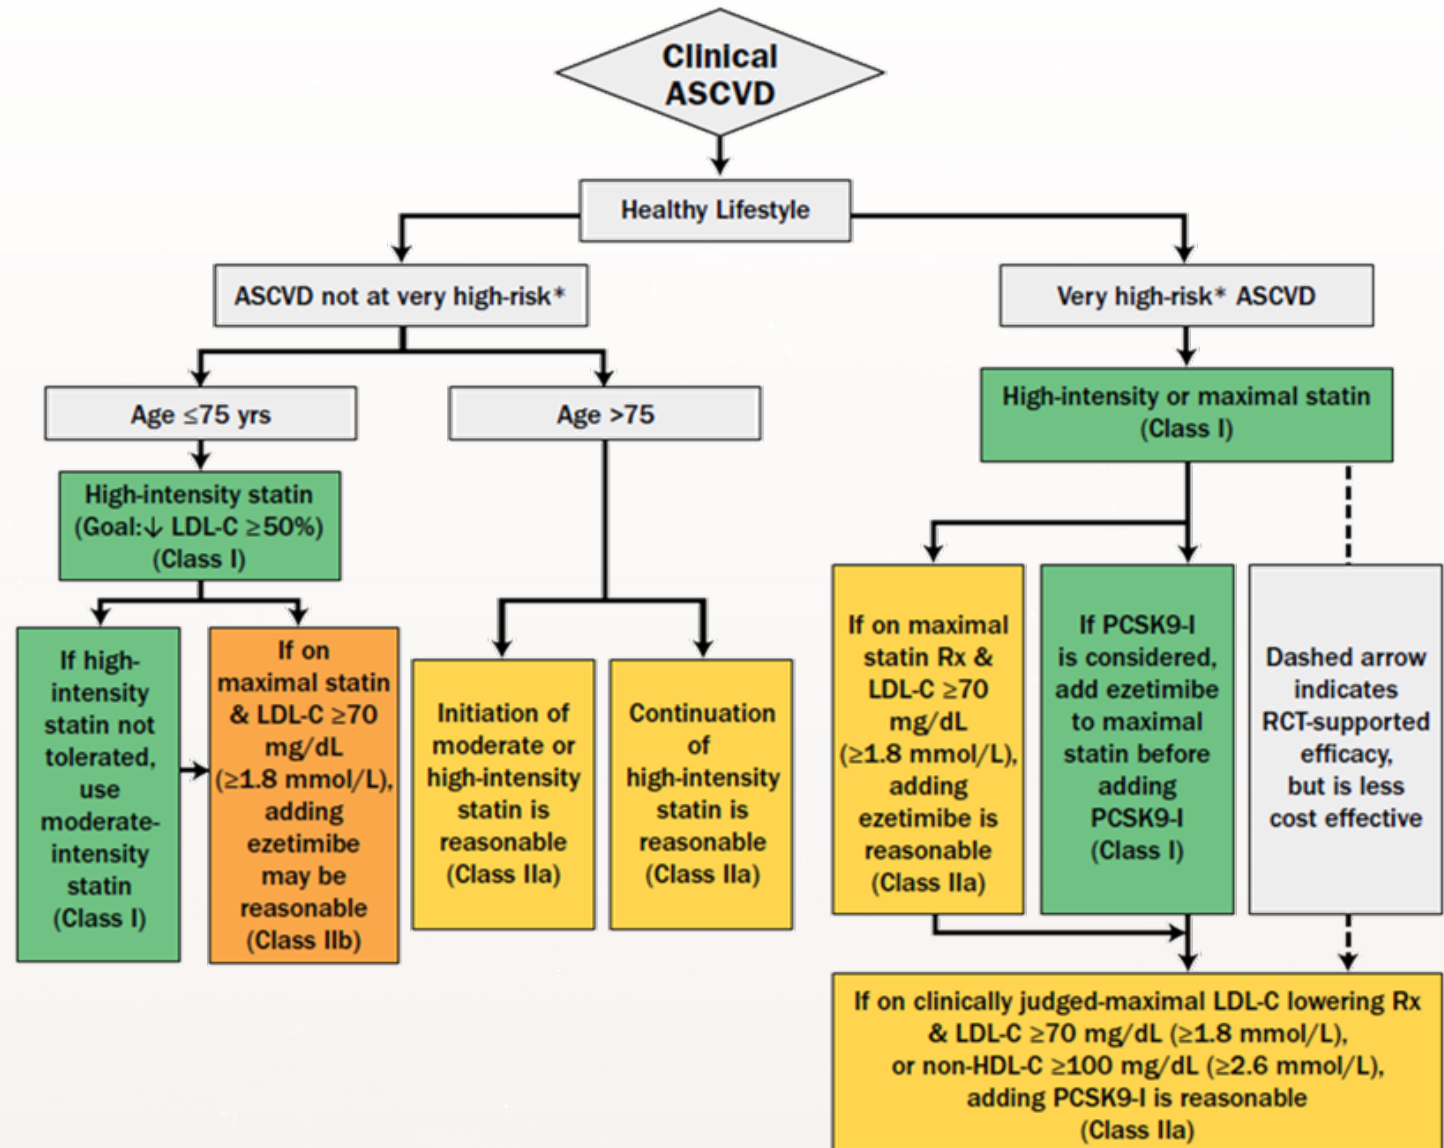 Clinical
ASCVD
Healthy Lifestyle
ASCVD not at very high-risk*
Very high-risk* ASCVD
Age ≤75 yrs
Age >75
High-intensity or maximal statin
(Class I)
High-intensity statin
(Goal:↓ LDL-C ≥50%)
(Class I)
If high-
intensity
statin not
tolerated,
use
moderate-
intensity
statin
(Class I)
If on
maximal statin
& LDL-C ≥70
mg/dL
(≥1.8 mmol/L),
adding
ezetimibe
may be
reasonable
(Class IIb)
Initiation of
moderate or
high-intensity
statin is
reasonable
(Class IIa)
Continuation
of
high-intensity
statin is
reasonable
(Class IIa)
If on maximal
statin Rx &
LDL-C ≥70
mg/dL
(≥1.8 mmol/L),
adding
ezetimibe is
reasonable
(Class IIa)
If PCSK9-I
is considered,
add ezetimibe
to maximal
statin before
adding
PCSK9-I
(Class I)
Dashed arrow
indicates
RCT-supported
efficacy,
but is less
cost effective
If on clinically judged-maximal LDL-C lowering Rx
& LDL-C ≥70 mg/dL (≥1.8 mmol/L),
or non-HDL-C ≥100 mg/dL (≥2.6 mmol/L),
adding PCSK9-I is reasonable
(Class IIa)